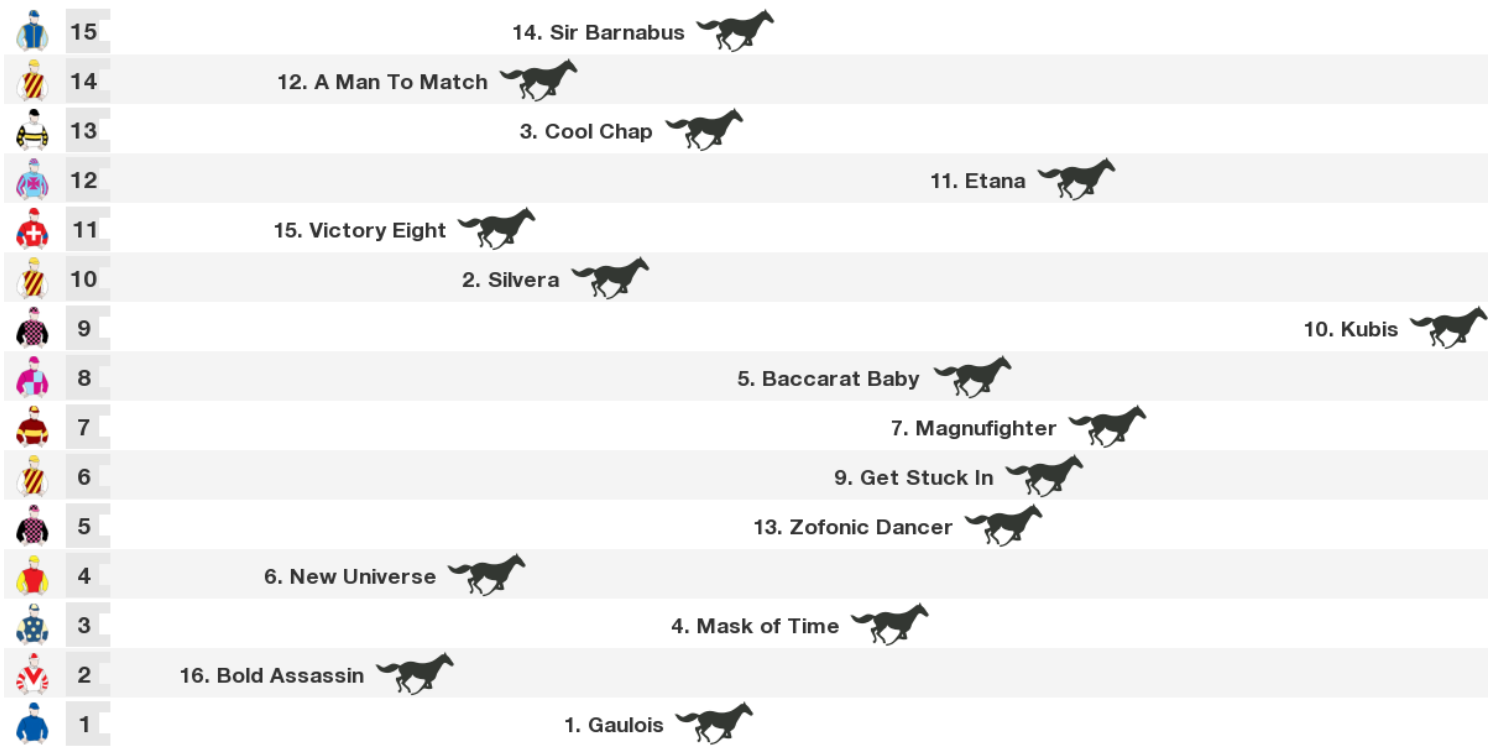 15 14. Sir Barnabus
14 12. A Man To Match
13 3. Cool Chap
12 11. Etana
11 15. Victory Eight
10 2. Silvera
9 10. Kubis
8 5. Baccarat Baby
7 7. Magnufighter
6 9. Get Stuck In
5 13. Zofonic Dancer
4 6. New Universe
3 4. Mask of Time
2 16. Bold Assassin
1 1. Gaulois